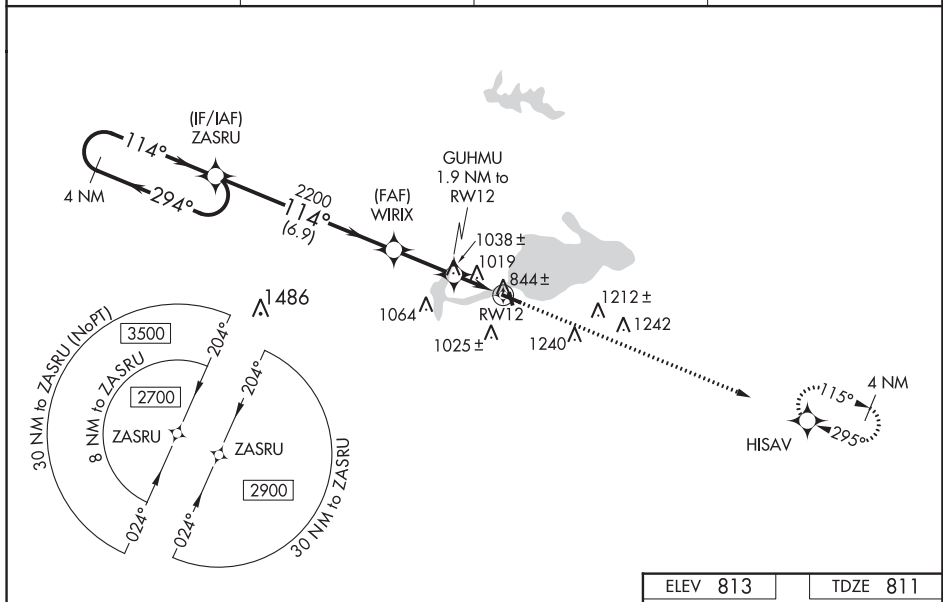 (IF/IAF)
ZASRU
114°
294°
4 NM
2200
114°
(6.9)
(FAF)
WIRIX
GUHMU
1.9 NM to
RW12
1038 ±
1019
844 ±
RW12
1064
1025 ±
1212 ±
1242
1240
1486
115°
295°
4 NM
HISAV
30 NM to ZASRU (NoPT)
3500
8 NM to ZASRU
2700
204°
ZASRU
024°
204°
ZASRU
2900
024°
30 NM to ZASRU
ELEV 813
TDZE 811